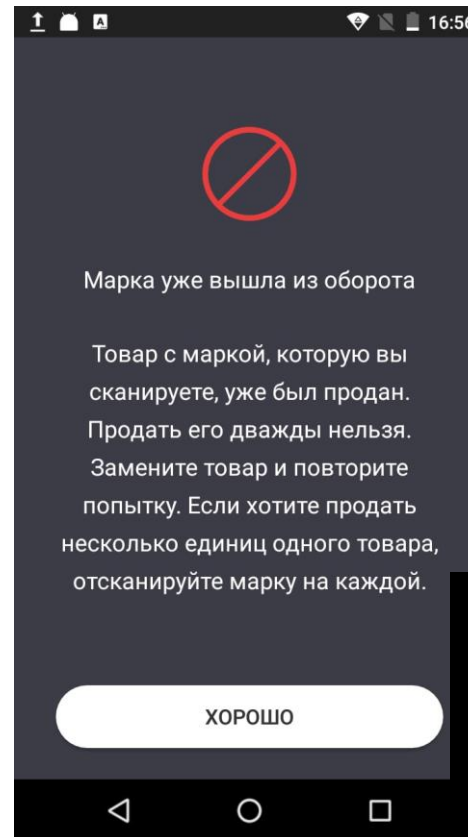 16:56
Марка уже вышла из оборота
Товар с маркой, которую вы
сканируете, уже был продан.
Продать его дважды нельзя.
Замените товар и повторите
попытку. Если хотите продать
несколько единиц одного товара,
отсканируйте марку на каждой.
ХОРОШО